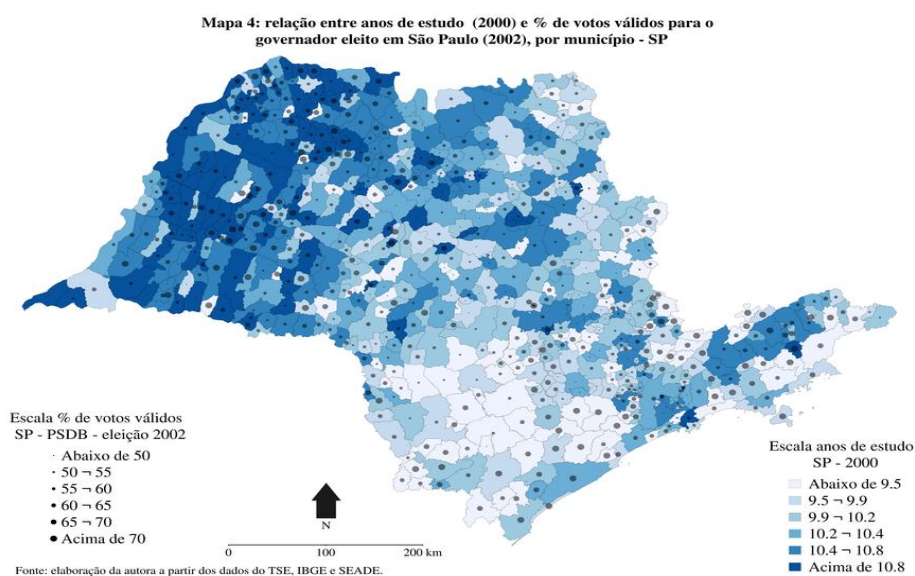 Mapa 4: relação entre anos de estudo (2000) e % de votos válidos para o
governador eleito em São Paulo (2002), por município - SP
Escala % de votos válidos
SP - PSDB - eleição 2002
Abaixo de 50
50 ¬ 55
55 ¬ 60
60 ¬ 65
65 ¬ 70
Acima de 70
N
0 100 200 km
Escala anos de estudo
SP - 2000
Abaixo de 9.5
9.5 ¬ 9.9
9.9 ¬ 10.2
10.2 ¬ 10.4
10.4 ¬ 10.8
Acima de 10.8
Fonte: elaboração da autora a partir dos dados do TSE, IBGE e SEADE.